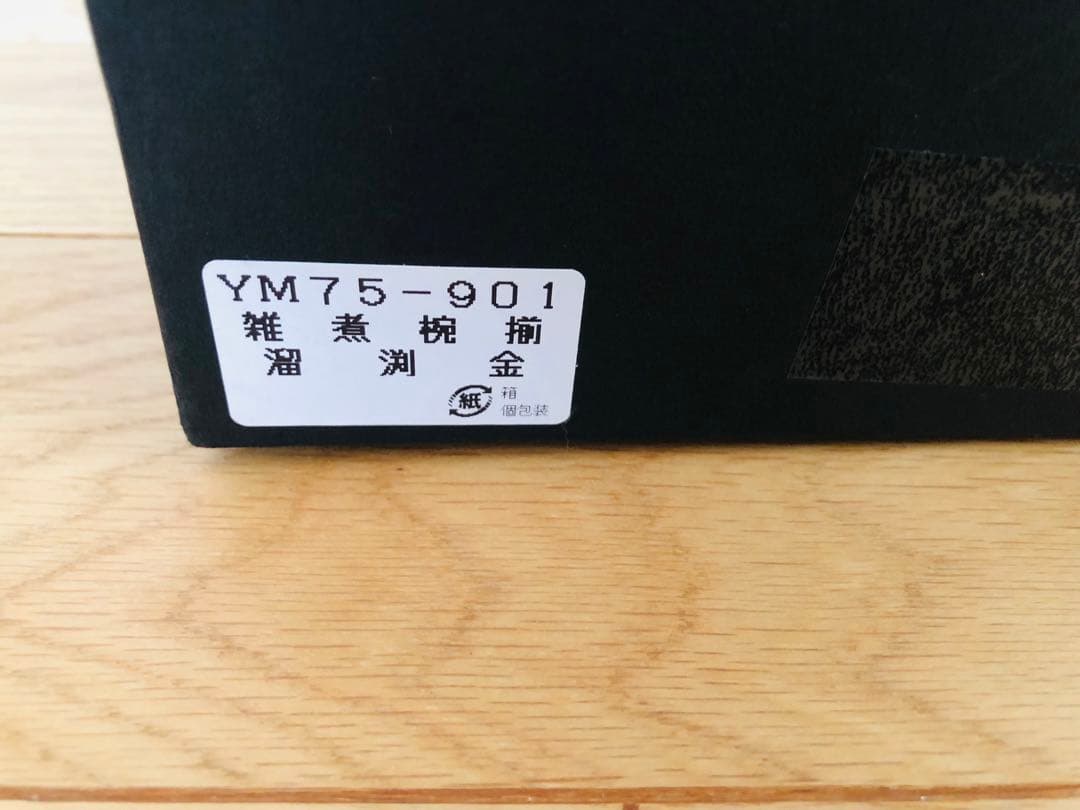 YM75-901
雑煮椀揃
溜渕金
紙 箱
個包装